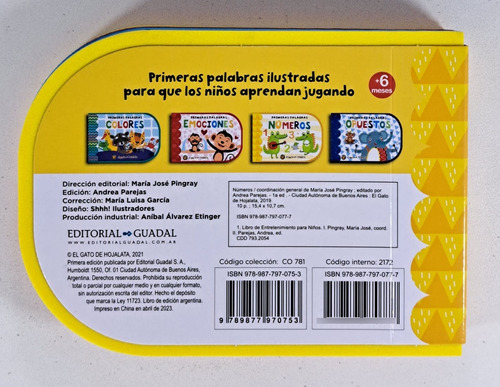 Primeras palabras ilustradas
para que los niños aprendan jugando
+6
meses
PRIMERAS PALABRAS
COLORES
PRIMERAS PALABRAS
EMOCIONES
PRIMERAS PALABRAS
NÚMEROS
PRIMERAS PALABRAS
OPUESTOS
Dirección editorial: María José Pingray
Edición: Andrea Parejas
Corrección: María Luisa García
Diseño: Shhh! Ilustradores
Producción industrial: Aníbal Álvarez Etinger
EDITORIAL GUADAL
WWW.EDITORIALGUADAL.COM.AR
© EL GATO DE HOJALATA, 2021
Primera edición publicada por Editorial Guadal S. A.,
Humboldt 1550, Of. 01 Ciudad Autónoma de Buenos Aires,
Argentina. Derechos reservados. Prohibida su reproducción
total o parcial por cualquier medio y en cualquier formato,
sin autorización escrita del editor. Hecho el depósito
que marca la Ley 11723. Libro de edición argentina.
Impreso en China en abril de 2023.
Números / coordinación general de María José Pingray ; editado por
Andrea Parejas. - 1a ed. - Ciudad Autónoma de Buenos Aires : El Gato
de Hojalata, 2019.
10 p. ; 15,4 x 10,7 cm.
ISBN 978-987-797-077-7
1. Libro de Entretenimiento para Niños. I. Pingray, María José, coord.
II. Parejas, Andrea, ed.
CDD 793.2054
Código colección: CO 781
ISBN 978-987-797-075-3
9 789877 970753
Código interno: 2172
ISBN 978-987-797-077-7